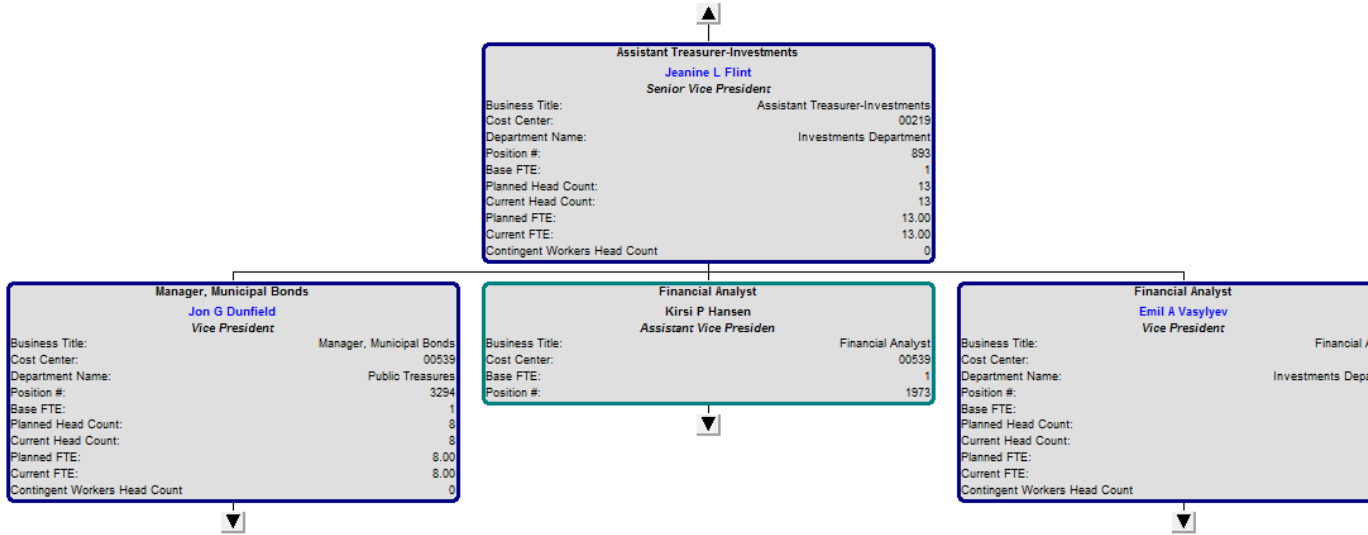 Assistant Treasurer-Investments
Jeanine L Flint
Senior Vice President
Business Title: Assistant Treasurer-Investments
Cost Center: 00219
Department Name: Investments Department
Position #: 893
Base FTE: 1
Planned Head Count: 13
Current Head Count: 13
Planned FTE: 13.00
Current FTE: 13.00
Contingent Workers Head Count 0
Manager, Municipal Bonds
Jon G Dunfield
Vice President
Business Title: Manager, Municipal Bonds
Cost Center: 00539
Department Name: Public Treasures
Position #: 3294
Base FTE: 1
Planned Head Count: 8
Current Head Count: 8
Planned FTE: 8.00
Current FTE: 8.00
Contingent Workers Head Count 0
Financial Analyst
Kirsi P Hansen
Assistant Vice Presiden
Business Title: Financial Analyst
Cost Center: 00539
Base FTE: 1
Position #: 1973
Financial Analyst
Emil A Vasylyev
Vice President
Business Title: Financial A
Cost Center:
Department Name: Investments Depa
Position #:
Base FTE:
Planned Head Count:
Current Head Count:
Planned FTE:
Current FTE:
Contingent Workers Head Count